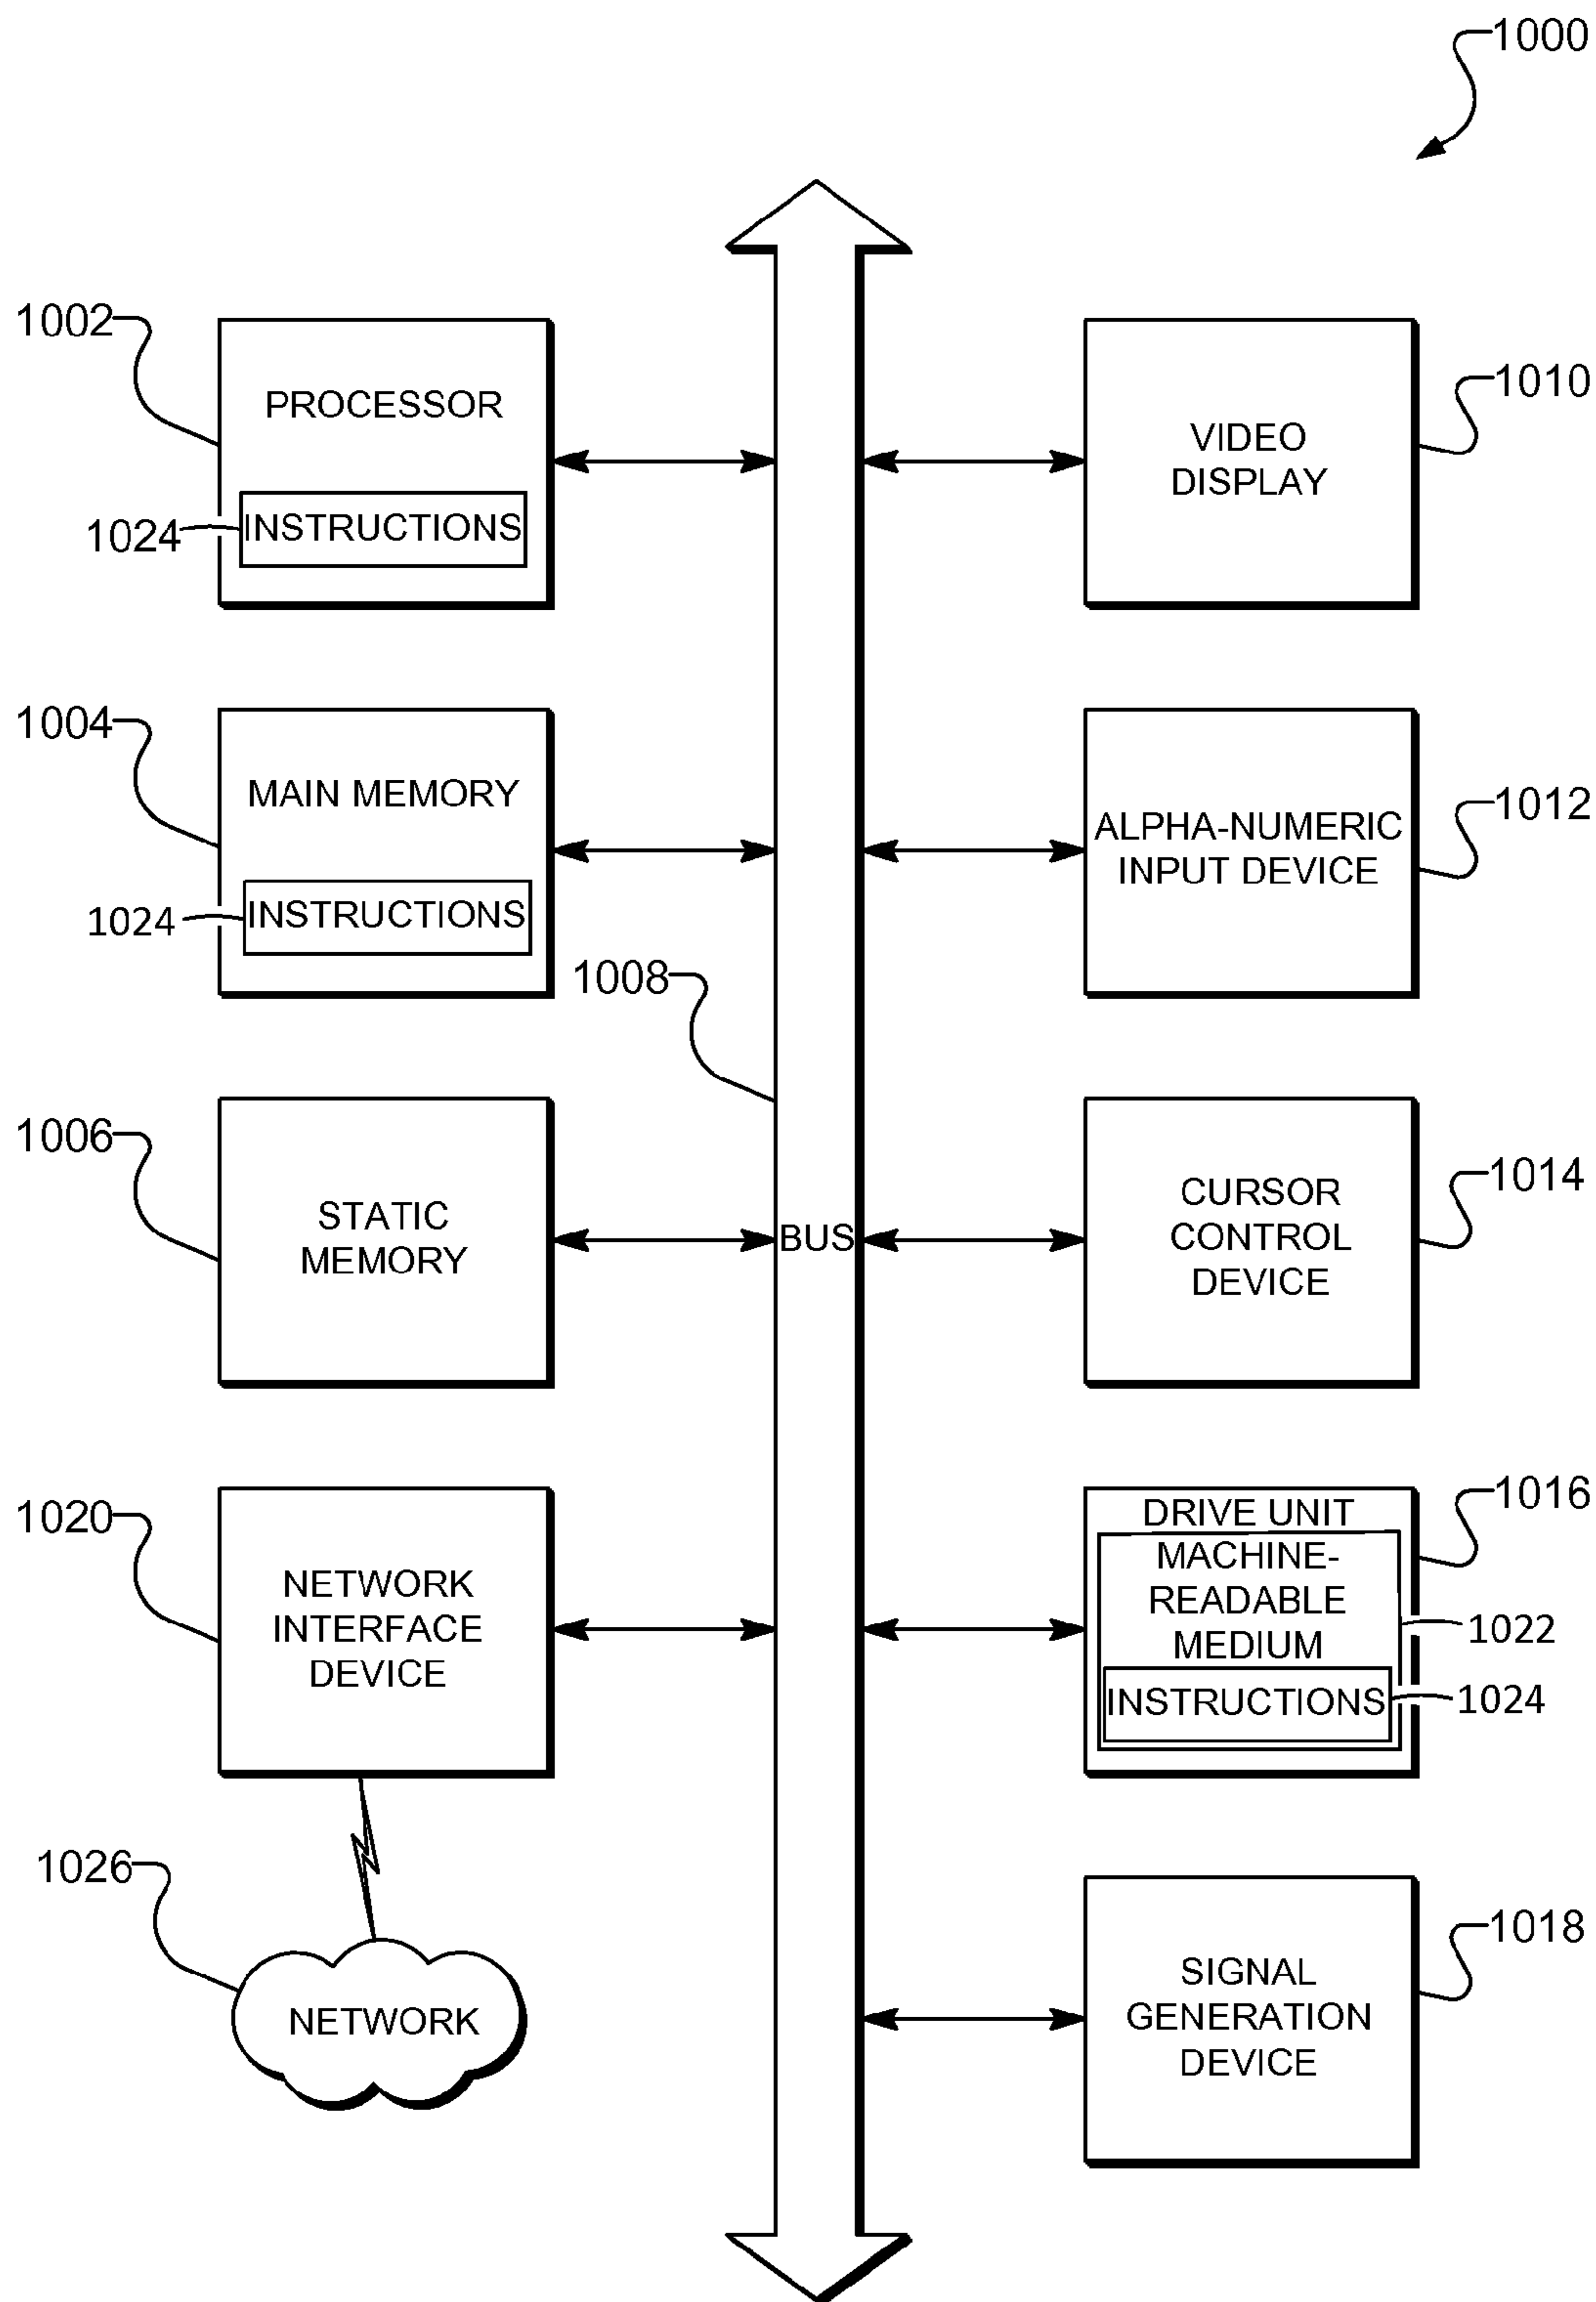 1000
1002
PROCESSOR
1024
INSTRUCTIONS
1010
VIDEO
DISPLAY
1004
MAIN MEMORY
1024
INSTRUCTIONS
1012
ALPHA-NUMERIC
INPUT DEVICE
1008
BUS
1006
STATIC
MEMORY
1014
CURSOR
CONTROL
DEVICE
1020
NETWORK
INTERFACE
DEVICE
1016
DRIVE UNIT
MACHINE-
READABLE
MEDIUM
1022
INSTRUCTIONS
1024
1026
NETWORK
1018
SIGNAL
GENERATION
DEVICE